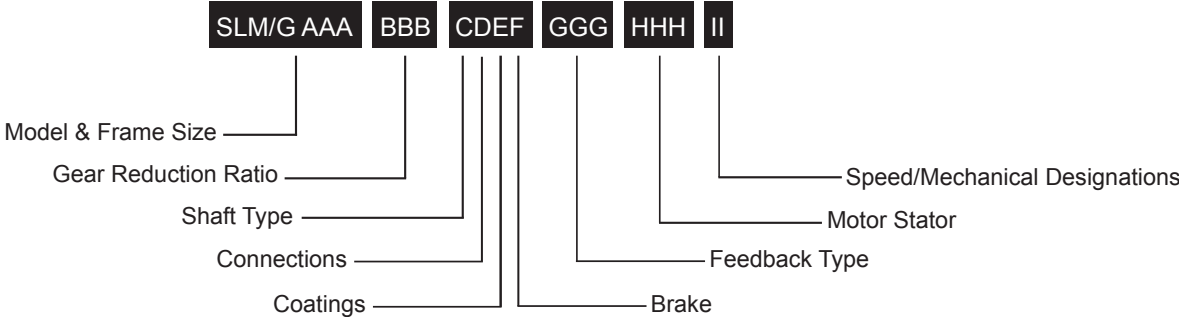 SLM/G AAA BBB CDEF GGG HHH II
Model & Frame Size
Gear Reduction Ratio
Speed/Mechanical Designations
Shaft Type
Motor Stator
Connections
Feedback Type
Coatings
Brake